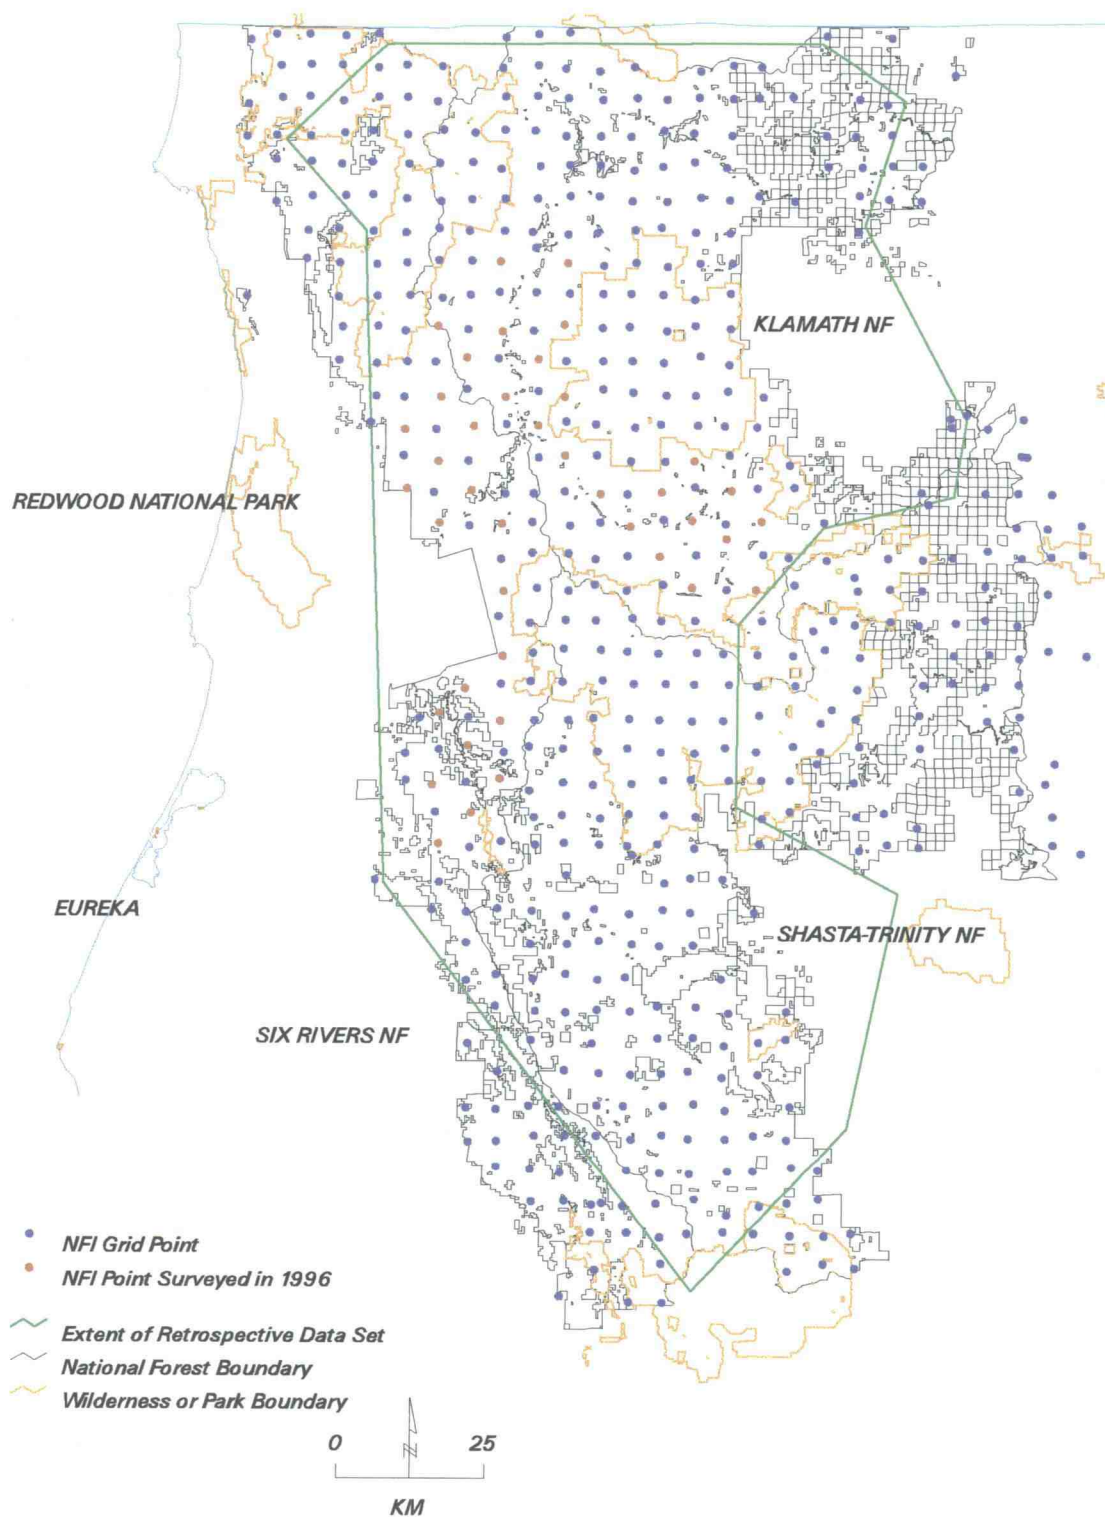 KLAMATH NF
REDWOOD NATIONAL PARK
EUREKA
SHASTA-TRINITY NF
SIX RIVERS NF
NFI Grid Point
NFI Point Surveyed in 1996
Extent of Retrospective Data Set
National Forest Boundary
Wilderness or Park Boundary
N
0 25
KM